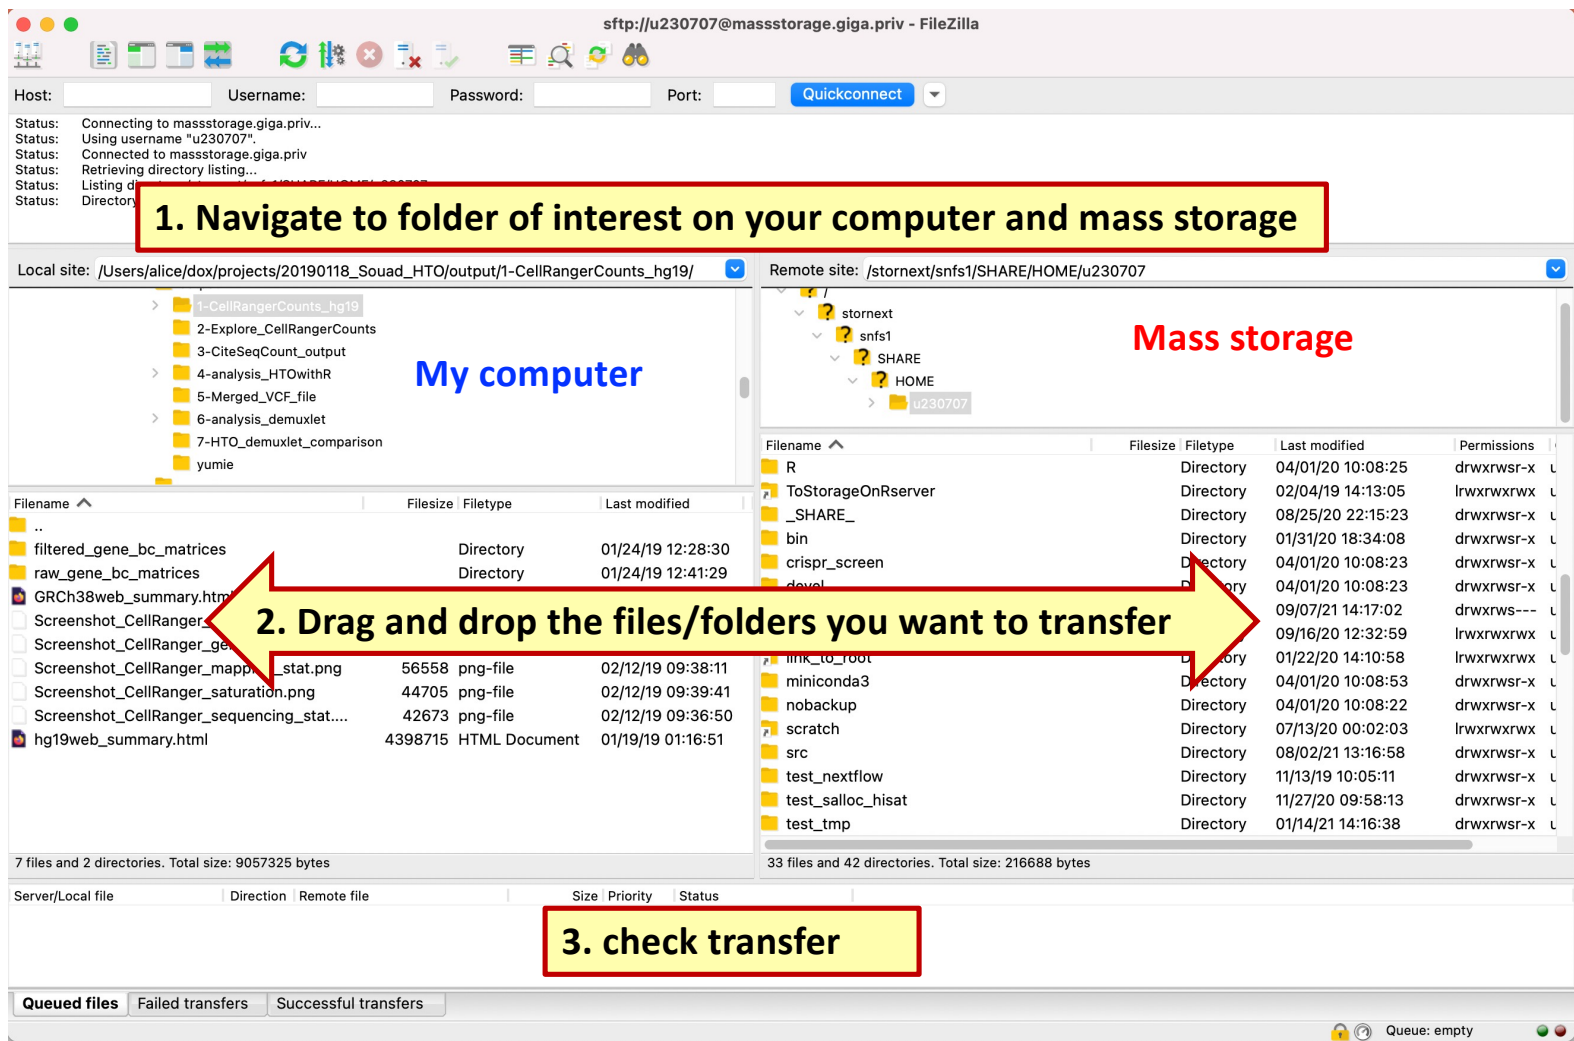 sftp://u230707@massstorage.giga.priv - FileZilla
Host: Username: Password: Port: Quickconnect
Status: Connecting to massstorage.giga.priv...
Status: Using username "u230707".
Status: Connected to massstorage.giga.priv
Status: Retrieving directory listing...
Status: Listing
Status: Directory
1. Navigate to folder of interest on your computer and mass storage
Local site: /Users/alice/dox/projects/20190118_Souad_HTO/output/1-CellRangerCounts_hg19/
1-CellRangerCounts_hg19
2-Explore_CellRangerCounts
3-CiteSeqCount_output
4-analysis_HTOwithR
5-Merged_VCF_file
6-analysis_demuxlet
7-HTO_demuxlet_comparison
yumie
My computer
Remote site: /stornext/snfs1/SHARE/HOME/u230707
/
stornext
snfs1
SHARE
HOME
u230707
Mass storage
Filename Filesize Filetype Last modified
..
filtered_gene_bc_matrices Directory 01/24/19 12:28:30
raw_gene_bc_matrices Directory 01/24/19 12:41:29
GRCh38web_summary.html
Screenshot_CellRanger_
Screenshot_CellRanger_
Screenshot_CellRanger_ _stat.png 56558 png-file 02/12/19 09:38:11
Screenshot_CellRanger_saturation.png 44705 png-file 02/12/19 09:39:41
Screenshot_CellRanger_sequencing_stat.... 42673 png-file 02/12/19 09:36:50
hg19web_summary.html 4398715 HTML Document 01/19/19 01:16:51
7 files and 2 directories. Total size: 9057325 bytes
Filename Filesize Filetype Last modified Permissions
R Directory 04/01/20 10:08:25 drwxrwsr-x u
ToStorageOnRserver Directory 02/04/19 14:13:05 lrwxrwxrwx u
_SHARE_ Directory 08/25/20 22:15:23 drwxrwsr-x u
bin Directory 01/31/20 18:34:08 drwxrwsr-x u
crispr_screen Directory 04/01/20 10:08:23 drwxrwsr-x u
devel Directory 04/01/20 10:08:23 drwxrwsr-x u
09/07/21 14:17:02 drwxrws--- u
09/16/20 12:32:59 lrwxrwxrwx u
link_to_root Directory 01/22/20 14:10:58 lrwxrwxrwx u
miniconda3 Directory 04/01/20 10:08:53 drwxrwsr-x u
nobackup Directory 04/01/20 10:08:22 drwxrwsr-x u
scratch Directory 07/13/20 00:02:03 lrwxrwxrwx u
src Directory 08/02/21 13:16:58 drwxrwsr-x u
test_nextflow Directory 11/13/19 10:05:11 drwxrwsr-x u
test_salloc_hisat Directory 11/27/20 09:58:13 drwxrwsr-x u
test_tmp Directory 01/14/21 14:16:38 drwxrwsr-x u
33 files and 42 directories. Total size: 216688 bytes
2. Drag and drop the files/folders you want to transfer
Server/Local file Direction Remote file Size Priority Status
3. check transfer
Queued files Failed transfers Successful transfers
Queue: empty